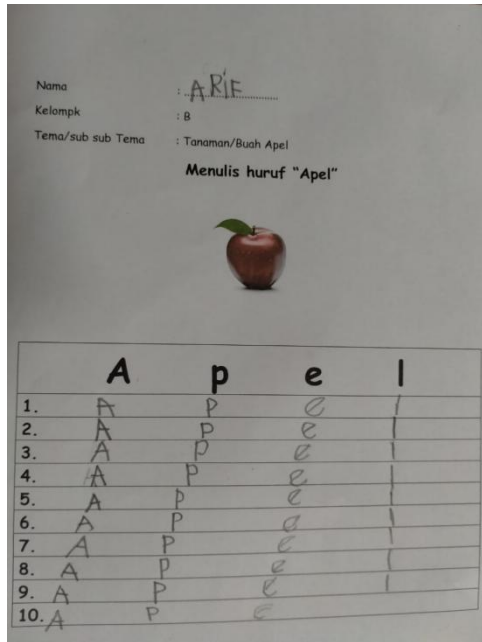 Nama : ARiF
Kelompk : B
Tema/sub sub Tema : Tanaman/Buah Apel
Menulis huruf “Apel”
A p e l
1. A P e l
2. A P e l
3. A P e l
4. A P e l
5. A P e l
6. A P e l
7. A P e l
8. A P e l
9. A P e l
10. A P e